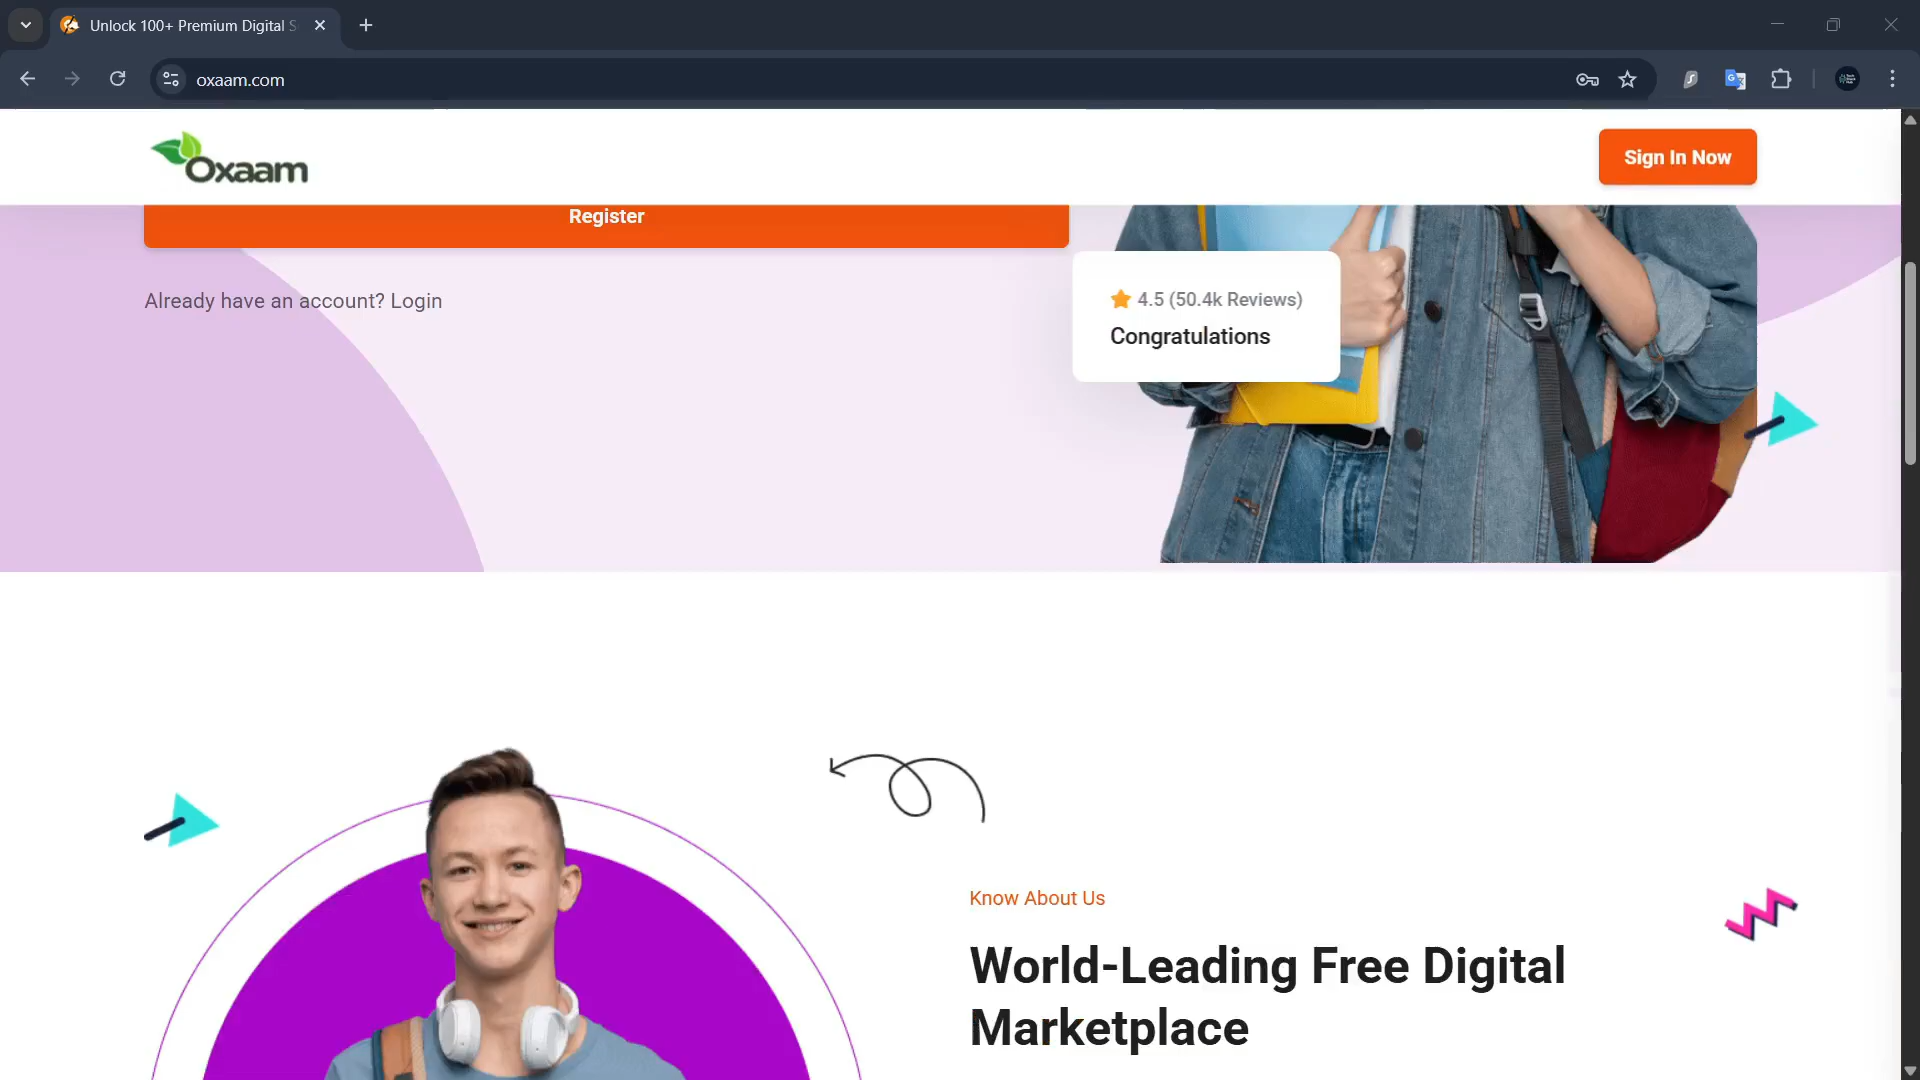 Unlock 100+ Premium Digital S
oxaam.com
Oxaam
Sign In Now
Register
Already have an account? Login
4.5 (50.4k Reviews)
Congratulations
Know About Us
World-Leading Free Digital
Marketplace